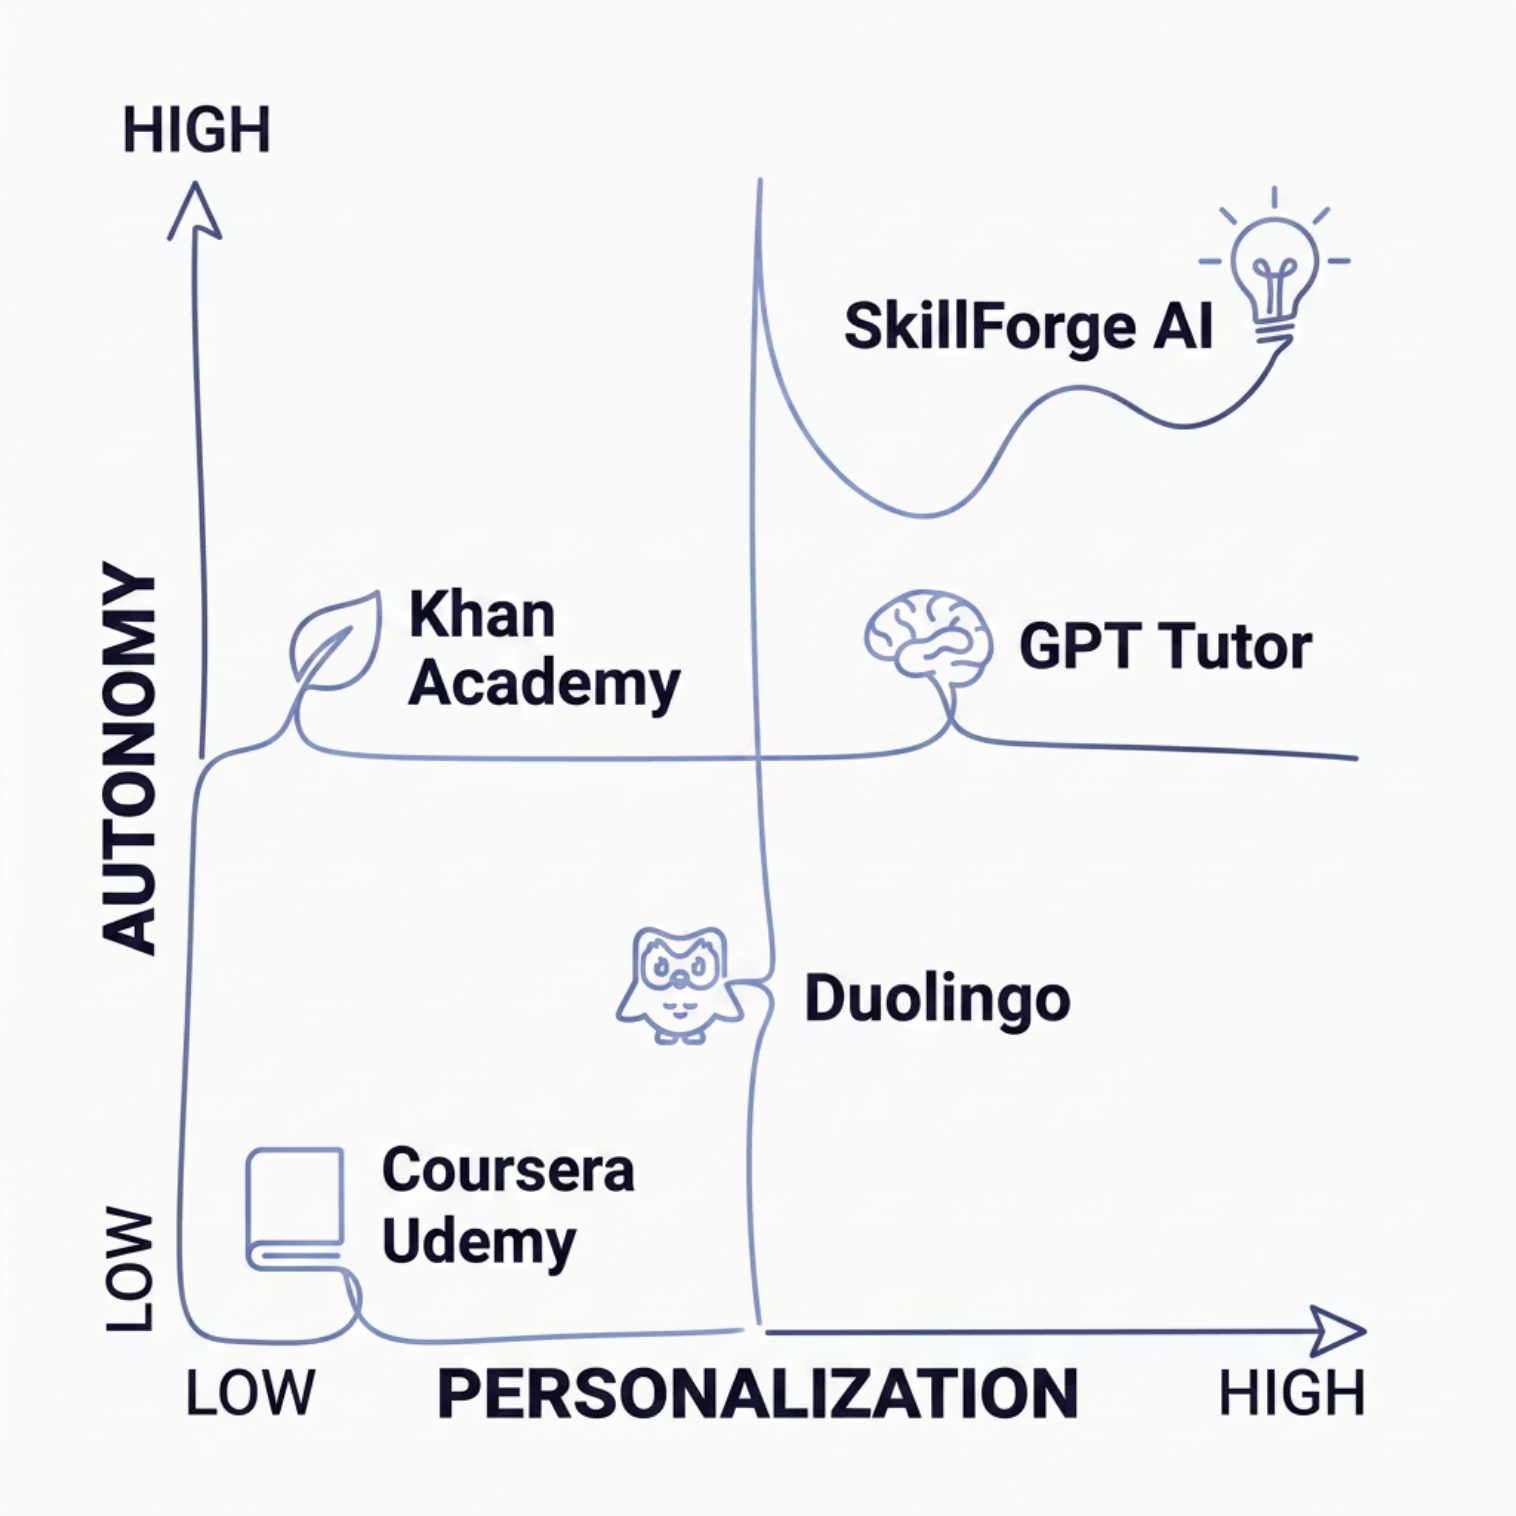 HIGH
SkillForge AI
Khan
Academy
GPT Tutor
AUTONOMY
Duolingo
Coursera
Udemy
LOW
LOW
PERSONALIZATION
HIGH